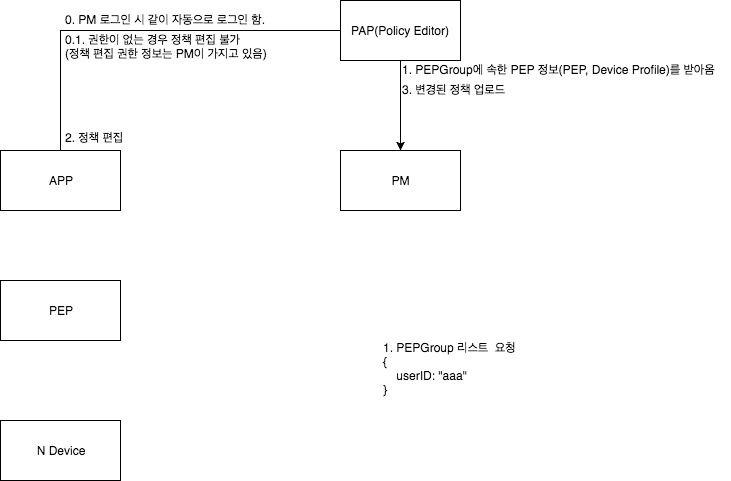 0. PM 로그인 시 같이 자동으로 로그인 함.
0.1. 권한이 없는 경우 정책 편집 불가
(정책 편집 권한 정보는 PM이 가지고 있음)
PAP(Policy Editor)
1. PEPGroup에 속한 PEP 정보(PEP, Device Profile)를 받아옴
3. 변경된 정책 업로드
2. 정책 편집
APP
PM
PEP
1. PEPGroup 리스트 요청
{
userID: "aaa"
}
N Device